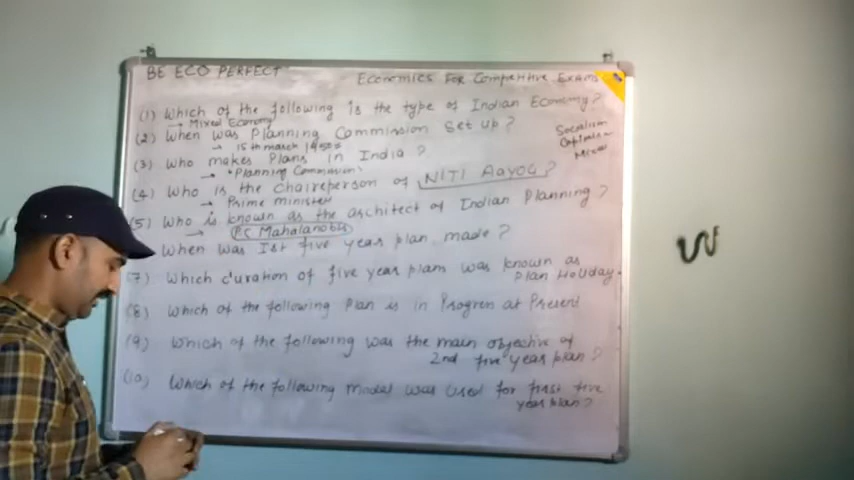 BE ECO PERFECT
Economics For Competitive Exams
(1) Which of the following is the type of Indian Economy?
→ Mixed Economy
(2) When was Planning Commission set up?
→ 15th march 1950
Socialism
Capitalism
Mixed
(3) Who makes Plans in India?
→ Planning Commission
(4) Who is the chaireperson of NITI Aayog?
→ Prime minister
(5) Who is known as the architect of Indian Planning?
→ P.C Mahalanobis
When was Ist five year plan made?
(7) Which duration of five year plam was known as
Plan Holiday.
(8) Which of the following Plan is in Progress at Present
(9) Which of the following was the main objective of
2nd five year plan?
(10) Which of the following model was used for first five
year plan?